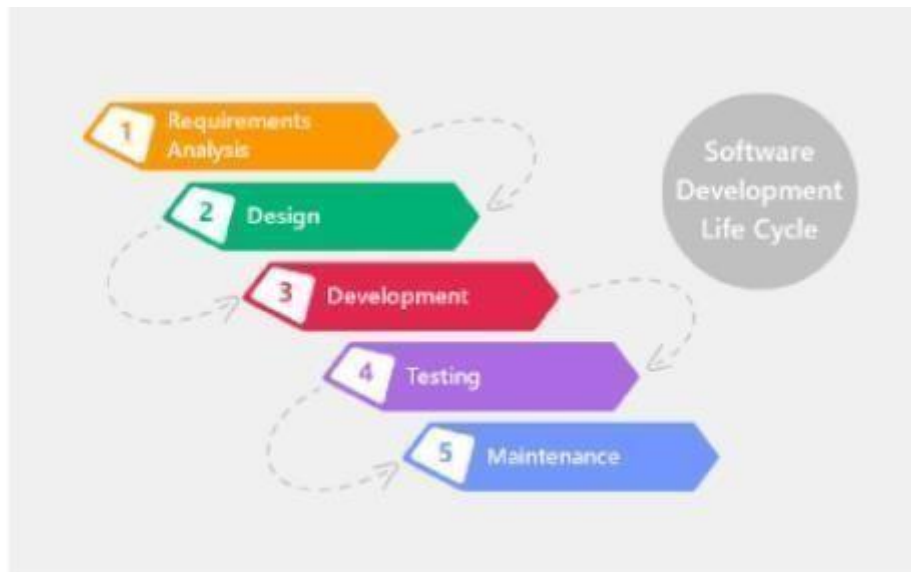 1
Requirements
Analysis
2
Design
3
Development
4
Testing
5
Maintenance
Software
Development
Life Cycle